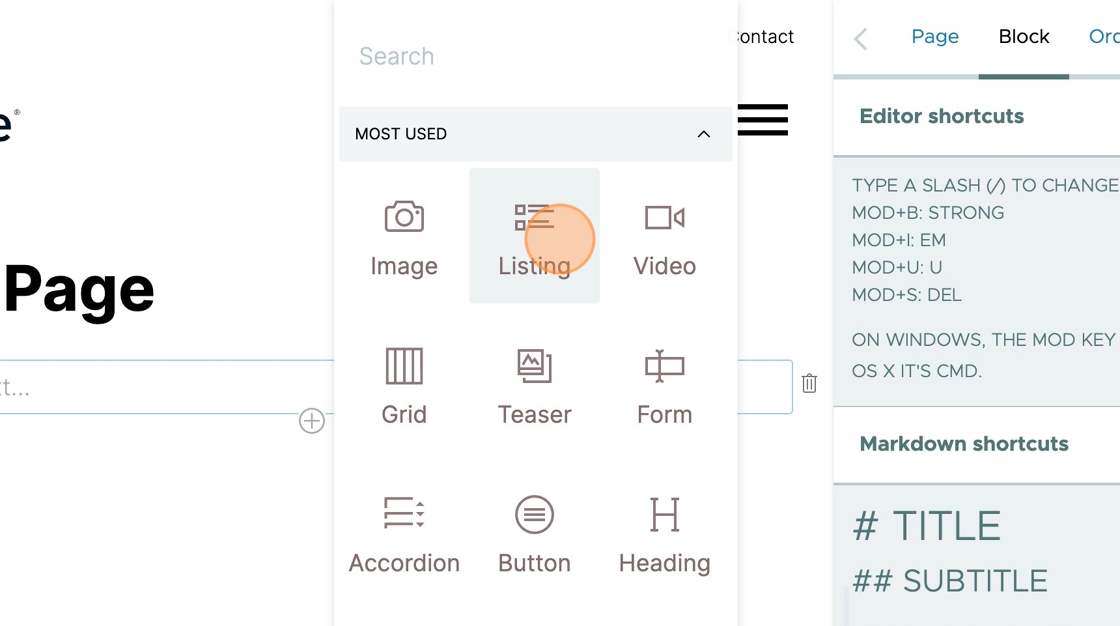 Search
MOST USED
Image
Listing
Video
Grid
Teaser
Form
Accordion
Button
Heading
Page
Page
Block
Editor shortcuts
TYPE A SLASH (/) TO CHANGE
MOD+B: STRONG
MOD+I: EM
MOD+U: U
MOD+S: DEL
ON WINDOWS, THE MOD KEY
OS X IT'S CMD.
Markdown shortcuts
# TITLE
## SUBTITLE